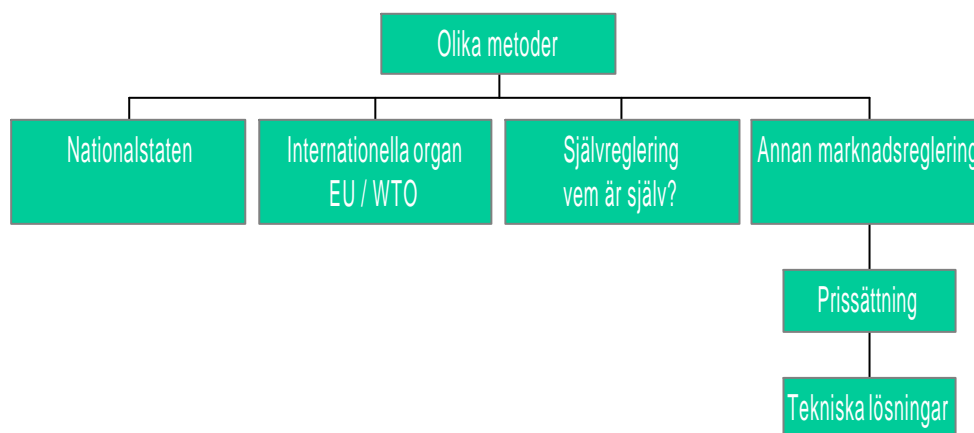 Olika metoder
Nationalstaten
Internationella organ
EU / WTO
Självreglering
vem är själv?
Annan marknadsreglering
Prissättning
Tekniska lösningar